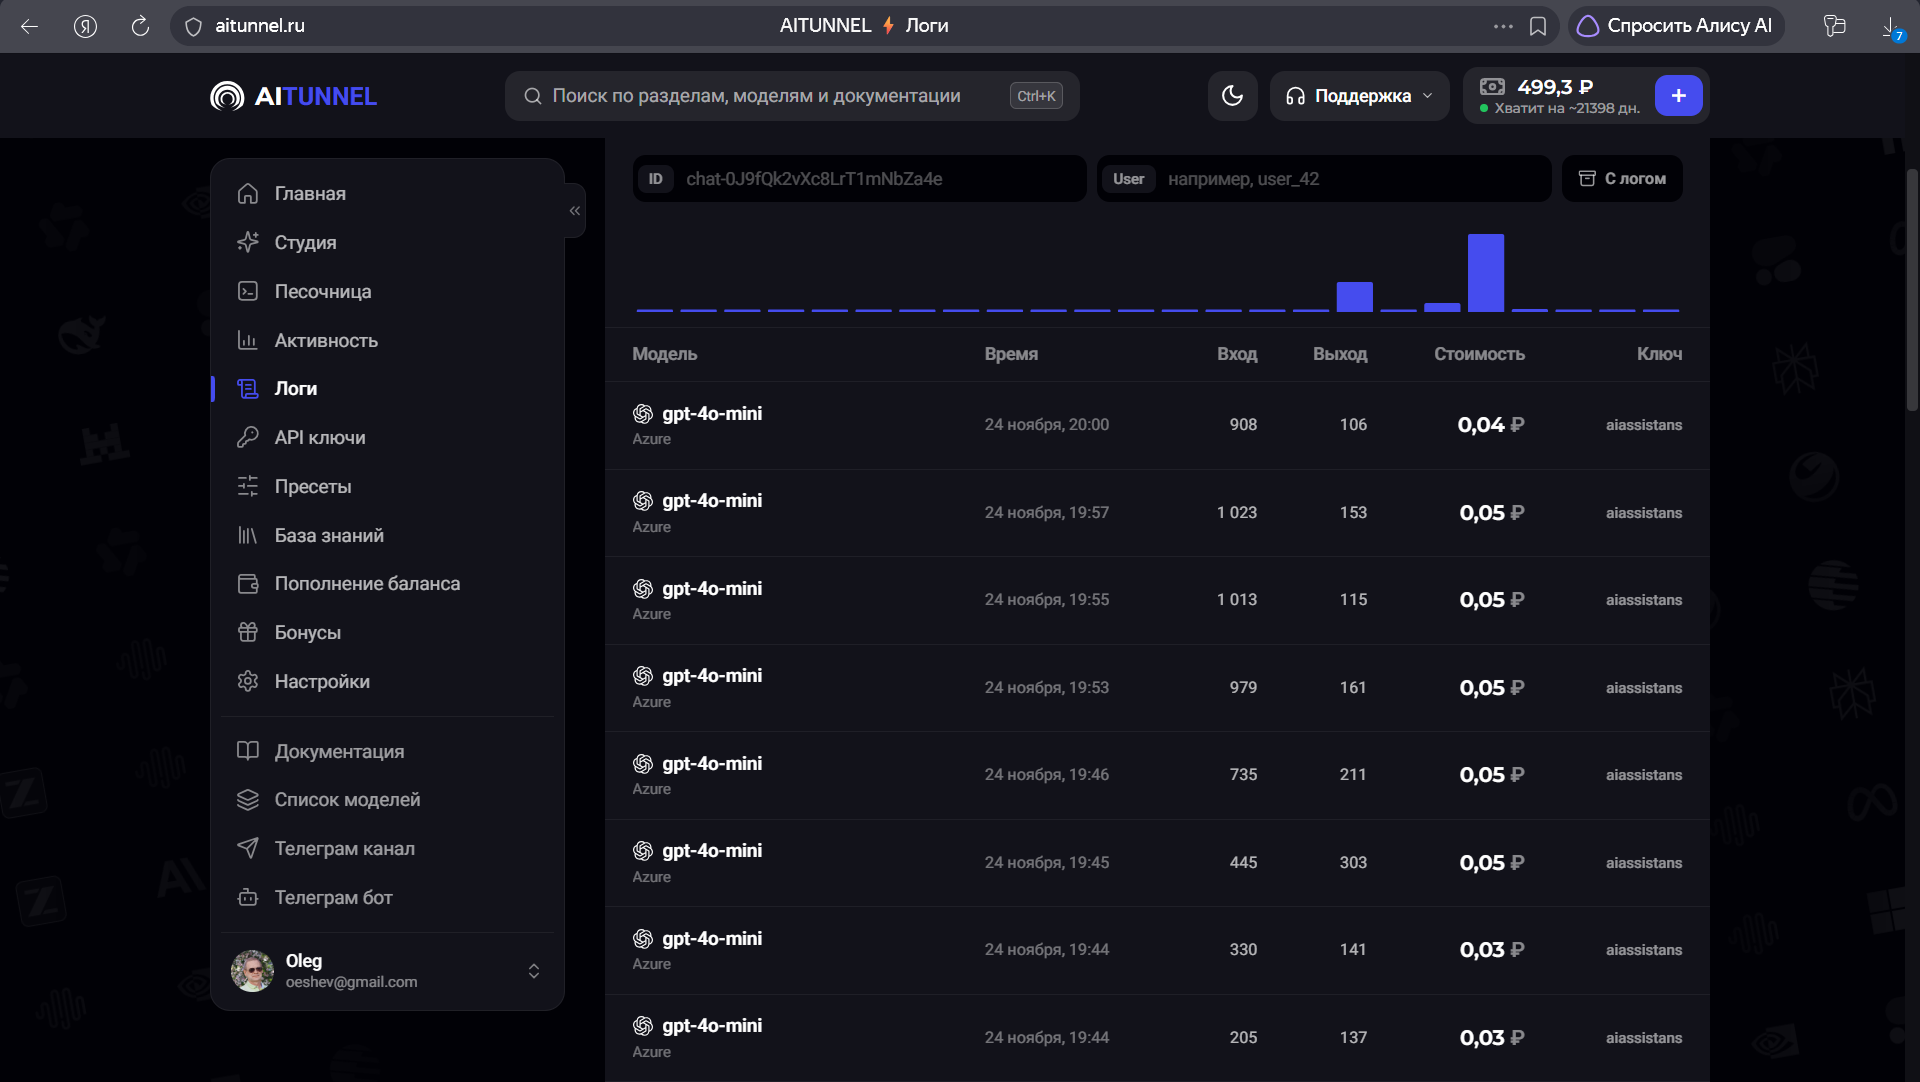 aitunnel.ru
AITUNNEL ⚡ Логи
Спросить Алису AI
7
AITUNNEL
Поиск по разделам, моделям и документации
Ctrl+K
Поддержка
499,3 ₽
Хватит на ~21398 дн.
+
Главная
Студия
Песочница
Активность
Логи
API ключи
Пресеты
База знаний
Пополнение баланса
Бонусы
Настройки
Документация
Список моделей
Телеграм канал
Телеграм бот
Oleg
oeshev@gmail.com
ID chat-0J9fQk2vXc8LrT1mNbZa4e
User например, user_42
С логом
Модель Время Вход Выход Стоимость Ключ
gpt-4o-mini
Azure
24 ноября, 20:00 908 106 0,04 ₽ aiassistans
gpt-4o-mini
Azure
24 ноября, 19:57 1 023 153 0,05 ₽ aiassistans
gpt-4o-mini
Azure
24 ноября, 19:55 1 013 115 0,05 ₽ aiassistans
gpt-4o-mini
Azure
24 ноября, 19:53 979 161 0,05 ₽ aiassistans
gpt-4o-mini
Azure
24 ноября, 19:46 735 211 0,05 ₽ aiassistans
gpt-4o-mini
Azure
24 ноября, 19:45 445 303 0,05 ₽ aiassistans
gpt-4o-mini
Azure
24 ноября, 19:44 330 141 0,03 ₽ aiassistans
gpt-4o-mini
Azure
24 ноября, 19:44 205 137 0,03 ₽ aiassistans